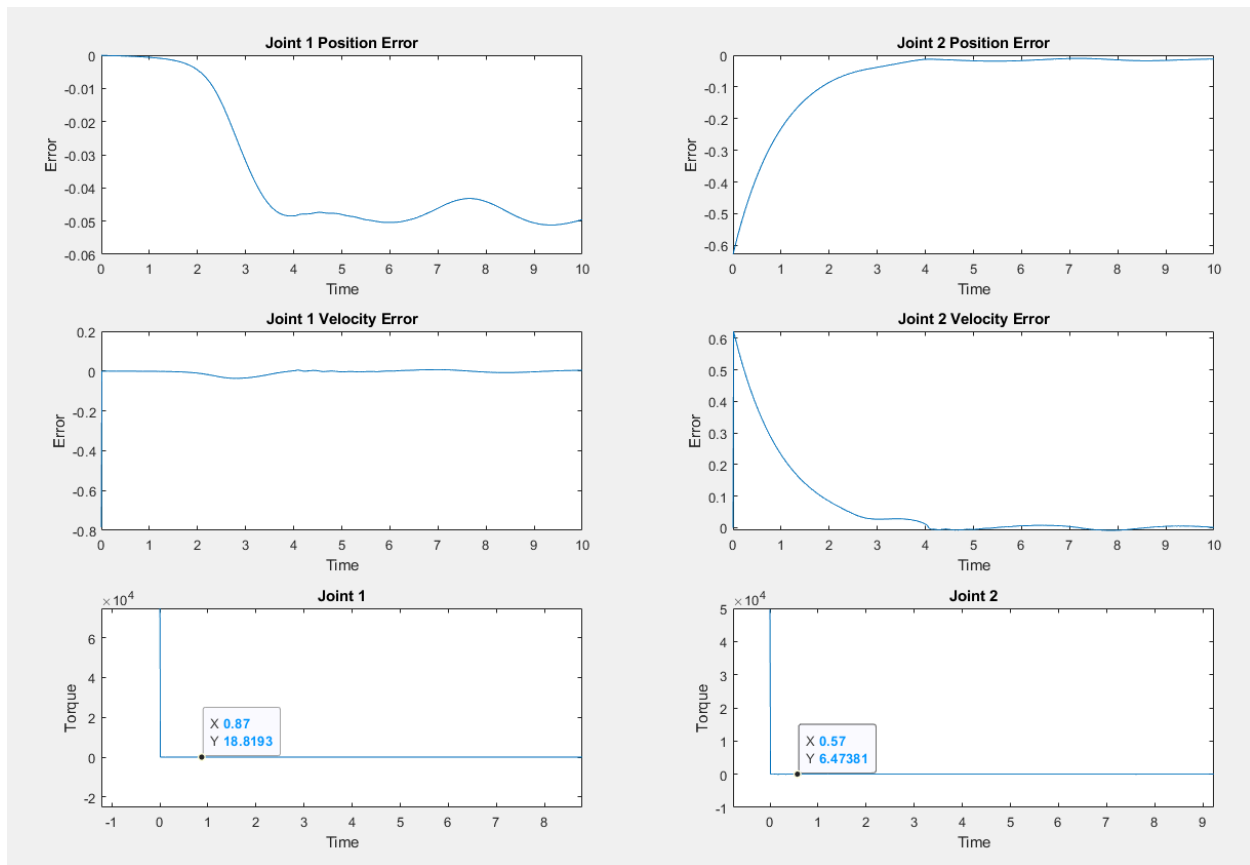 Joint 1 Position Error
0
-0.01
-0.02
-0.03
-0.04
-0.05
-0.06
Error
0 1 2 3 4 5 6 7 8 9 10
Time
Joint 2 Position Error
0
-0.1
-0.2
-0.3
-0.4
-0.5
-0.6
Error
0 1 2 3 4 5 6 7 8 9 10
Time
Joint 1 Velocity Error
0.2
0
-0.2
-0.4
-0.6
-0.8
Error
0 1 2 3 4 5 6 7 8 9 10
Time
Joint 2 Velocity Error
0.6
0.5
0.4
0.3
0.2
0.1
0
Error
0 1 2 3 4 5 6 7 8 9 10
Time
Joint 1
×10⁴
6
4
2
0
-2
Torque
X 0.87
Y 18.8193
-1 0 1 2 3 4 5 6 7 8
Time
Joint 2
×10⁴
5
4
3
2
1
0
-1
Torque
X 0.57
Y 6.47381
0 1 2 3 4 5 6 7 8 9
Time